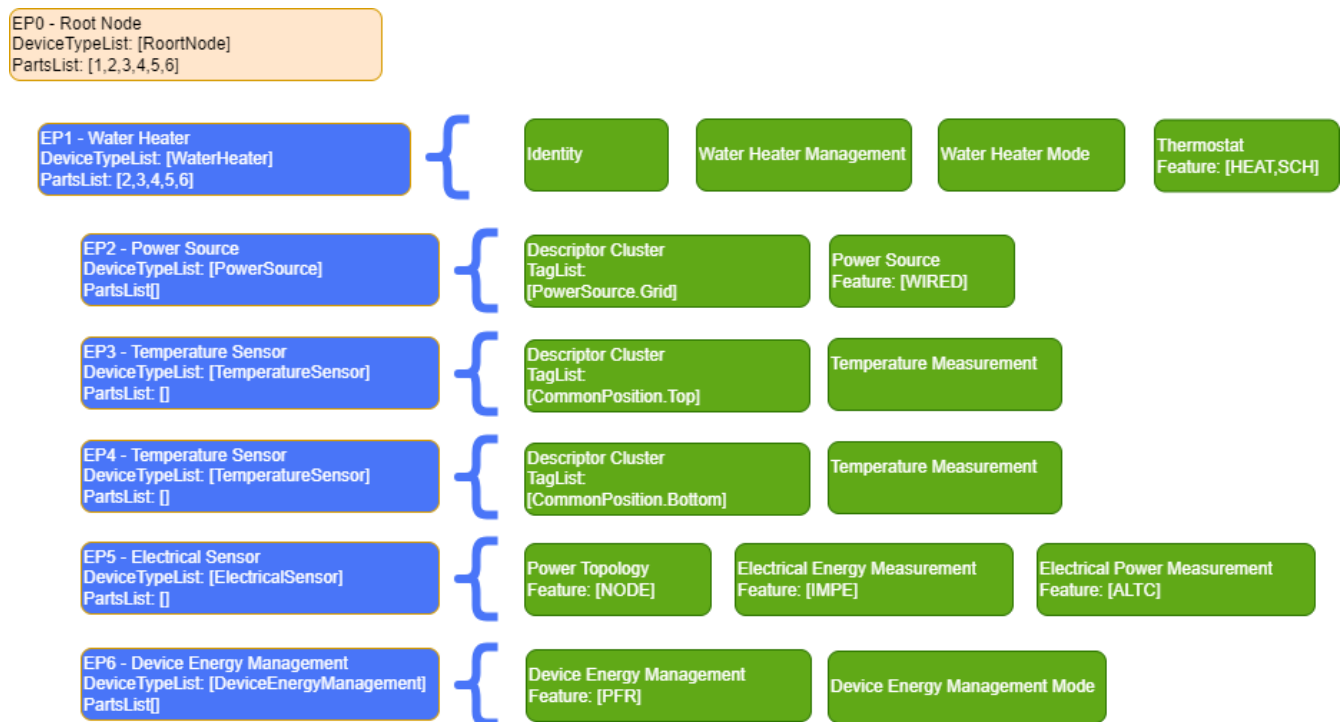 EP0 - Root Node
DeviceTypeList: [RoortNode]
PartsList: [1,2,3,4,5,6]
EP1 - Water Heater
DeviceTypeList: [WaterHeater]
PartsList: [2,3,4,5,6]
Identity
Water Heater Management
Water Heater Mode
Thermostat
Feature: [HEAT,SCH]
EP2 - Power Source
DeviceTypeList: [PowerSource]
PartsList[]
Descriptor Cluster
TagList:
[PowerSource.Grid]
Power Source
Feature: [WIRED]
EP3 - Temperature Sensor
DeviceTypeList: [TemperatureSensor]
PartsList: []
Descriptor Cluster
TagList:
[CommonPosition.Top]
Temperature Measurement
EP4 - Temperature Sensor
DeviceTypeList: [TemperatureSensor]
PartsList: []
Descriptor Cluster
TagList:
[CommonPosition.Bottom]
Temperature Measurement
EP5 - Electrical Sensor
DeviceTypeList: [ElectricalSensor]
PartsList: []
Power Topology
Feature: [NODE]
Electrical Energy Measurement
Feature: [IMPE]
Electrical Power Measurement
Feature: [ALTC]
EP6 - Device Energy Management
DeviceTypeList: [DeviceEnergyManagement]
PartsList[]
Device Energy Management
Feature: [PFR]
Device Energy Management Mode